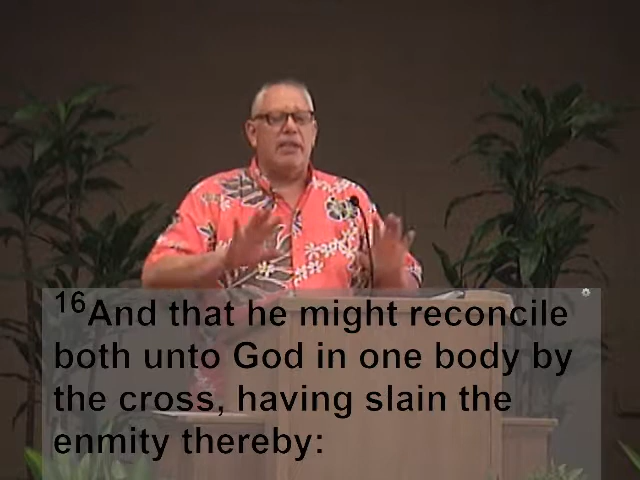 16And that he might reconcile
both unto God in one body by
the cross, having slain the
enmity thereby: